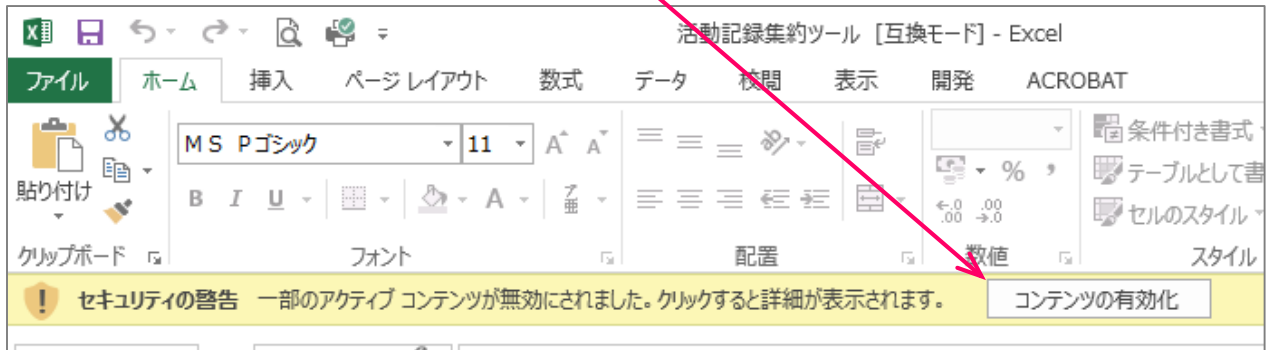 活動記録集約ツール [互換モード] - Excel
ファイル ホーム 挿入 ページ レイアウト 数式 データ 校閲 表示 開発 ACROBAT
ＭＳ Ｐゴシック 11 A A
条件付き書式
貼り付け
B I U A ア亜
% ,
テーブルとして書
←.0 .00
.00 →.0
セルのスタイル
クリップボード フォント 配置 数値 スタイル
! セキュリティの警告 一部のアクティブ コンテンツが無効にされました。クリックすると詳細が表示されます。 コンテンツの有効化